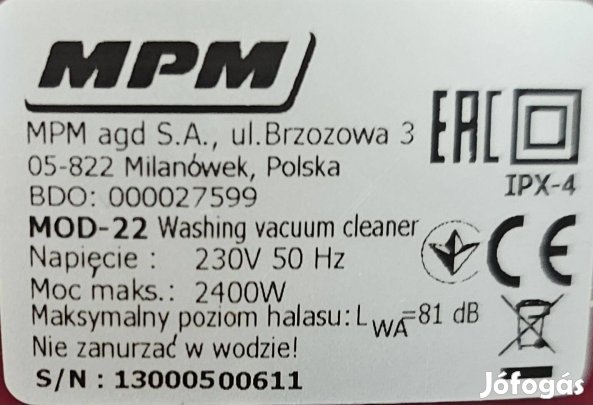 MPM
MPM agd S.A., ul.Brzozowa 3
05-822 Milanówek, Polska
BDO: 000027599
MOD-22 Washing vacuum cleaner
Napięcie : 230V 50 Hz
Moc maks.: 2400W
Maksymalny poziom halasu: LWA=81 dB
Nie zanurzać w wodzie!
S/N : 13000500611
EAC
IPX-4
CE
Jófogás